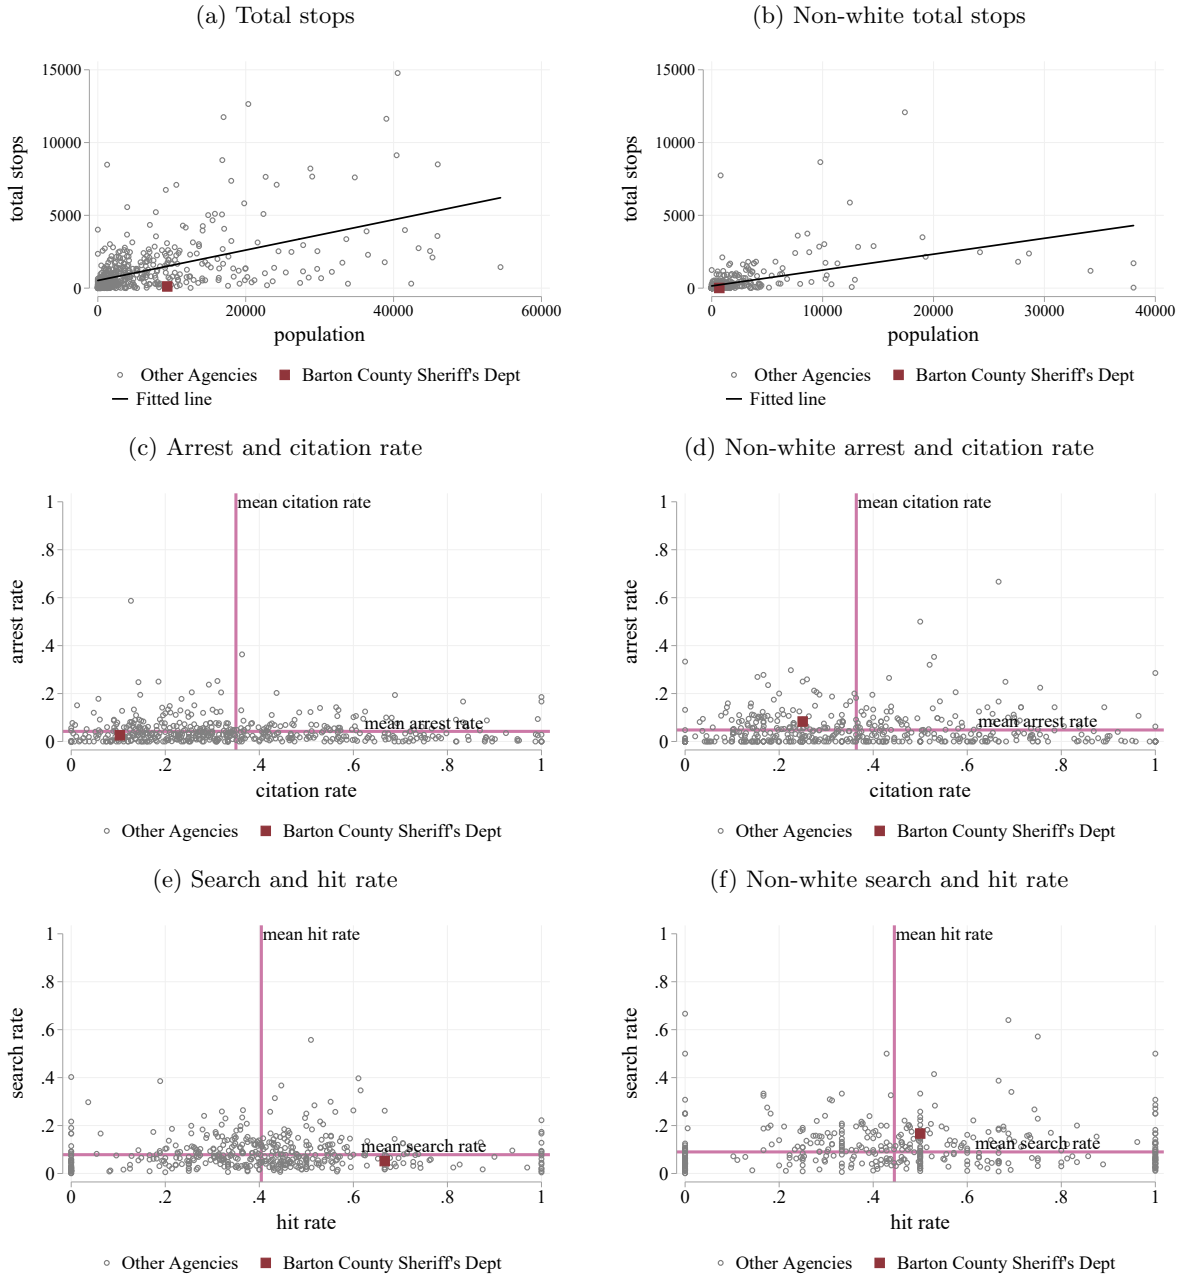 (a) Total stops
(b) Non-white total stops
15000
10000
5000
0
total stops
0 20000 40000 60000
population
Other Agencies Barton County Sheriff's Dept
Fitted line
15000
10000
5000
0
total stops
0 10000 20000 30000 40000
population
Other Agencies Barton County Sheriff's Dept
Fitted line
(c) Arrest and citation rate
(d) Non-white arrest and citation rate
1
.8
.6
.4
.2
0
arrest rate
mean citation rate
mean arrest rate
0 .2 .4 .6 .8 1
citation rate
Other Agencies Barton County Sheriff's Dept
1
.8
.6
.4
.2
0
arrest rate
mean citation rate
mean arrest rate
0 .2 .4 .6 .8 1
citation rate
Other Agencies Barton County Sheriff's Dept
(e) Search and hit rate
(f) Non-white search and hit rate
1
.8
.6
.4
.2
0
search rate
mean hit rate
mean search rate
0 .2 .4 .6 .8 1
hit rate
Other Agencies Barton County Sheriff's Dept
1
.8
.6
.4
.2
0
search rate
mean hit rate
mean search rate
0 .2 .4 .6 .8 1
hit rate
Other Agencies Barton County Sheriff's Dept